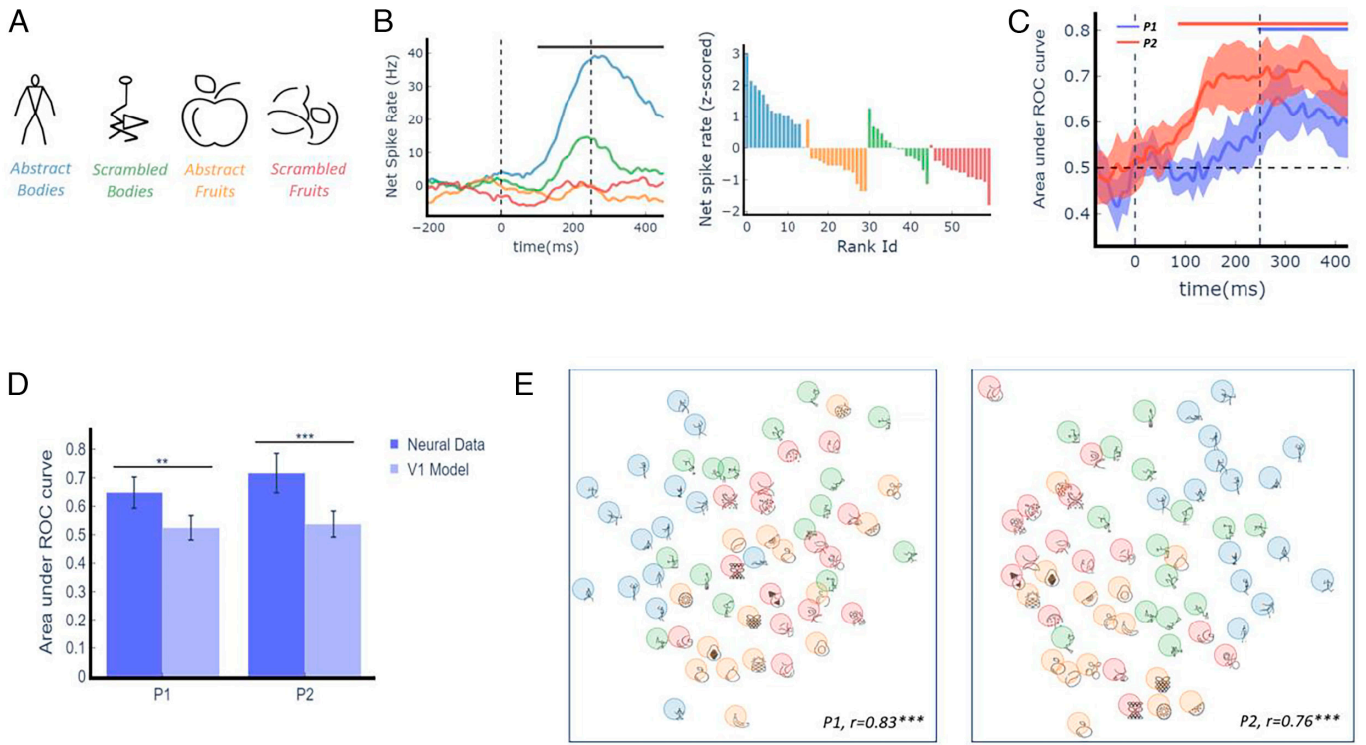 A
Abstract
Bodies
Scrambled
Bodies
Abstract
Fruits
Scrambled
Fruits
B
Net Spike Rate (Hz)
40
30
20
10
0
−200
0
200
400
time(ms)
Net spike rate (z-scored)
3
2
1
0
−1
−2
0
10
20
30
40
50
Rank Id
C
Area under ROC curve
0.8
0.7
0.6
0.5
0.4
P1
P2
0
100
200
300
400
time(ms)
D
Area under ROC curve
0.8
0.7
0.6
0.5
0.4
0.3
0.2
0.1
0
**
***
P1
P2
Neural Data
V1 Model
E
P1, r=0.83***
P2, r=0.76***